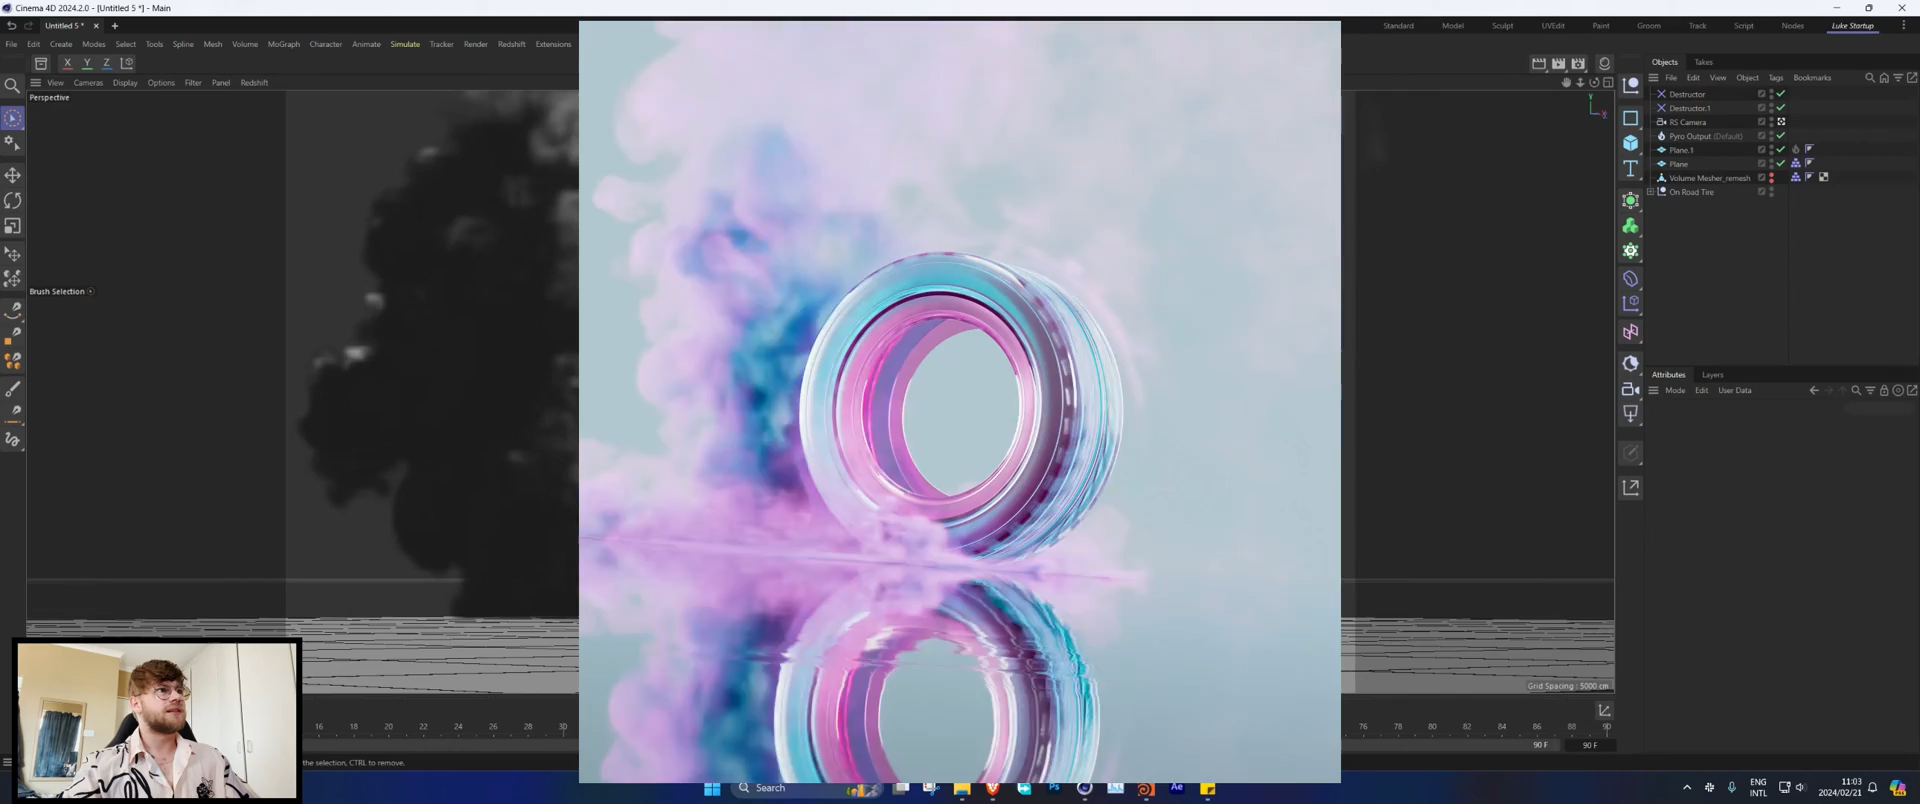 Cinema 4D 2024.2.0 - [Untitled 5 *] - Main
Untitled 5 *
Standard Model Sculpt UVEdit Paint Groom Track Script Nodes Luke Startup
File Edit Create Modes Select Tools Spline Mesh Volume MoGraph Character Animate Simulate Tracker Render Redshift Extensions
X Y Z
Objects Takes
File Edit View Object Tags Bookmarks
View Cameras Display Options Filter Panel Redshift
Perspective
Y
X
Destructor
Destructor.1
RS Camera
Pyro Output (Default)
Plane.1
Plane
Volume Mesher_remesh
On Road Tire
Brush Selection
Attributes Layers
Mode Edit User Data
Grid Spacing : 5000 cm
16 18 20 22 24 26 28 30
76 78 80 82 84 86 88 90
90 F 90 F
the selection, CTRL to remove.
Search
Ps
Ae
ENG
INTL
11:03
2024/02/21